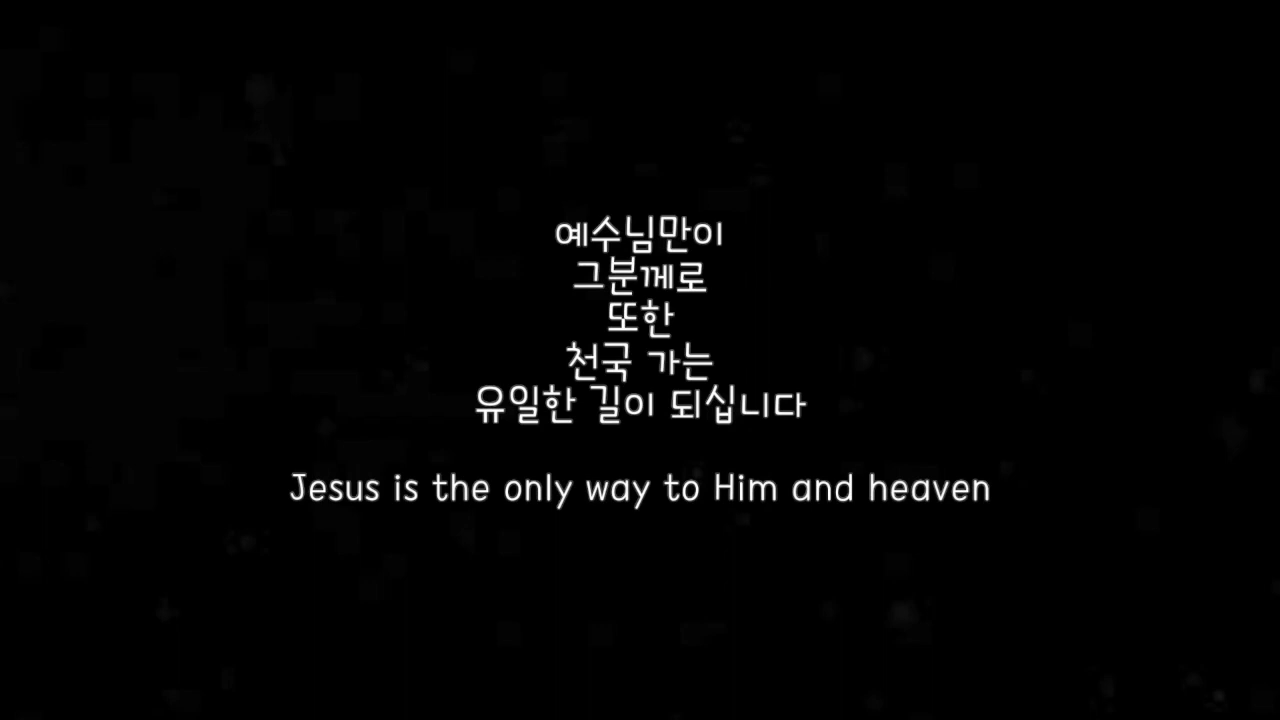 예수님만이
그분께로
또한
천국 가는
유일한 길이 되십니다
Jesus is the only way to Him and heaven